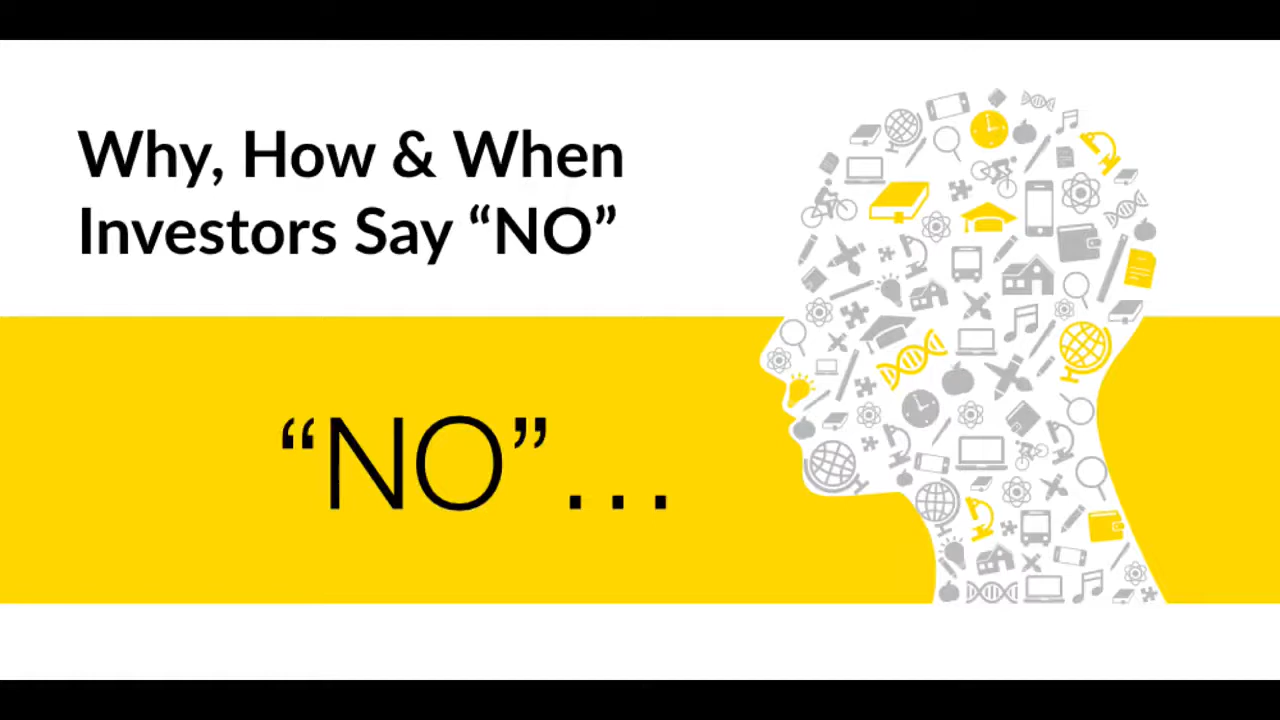 Why, How & When
Investors Say “NO”
“NO”...